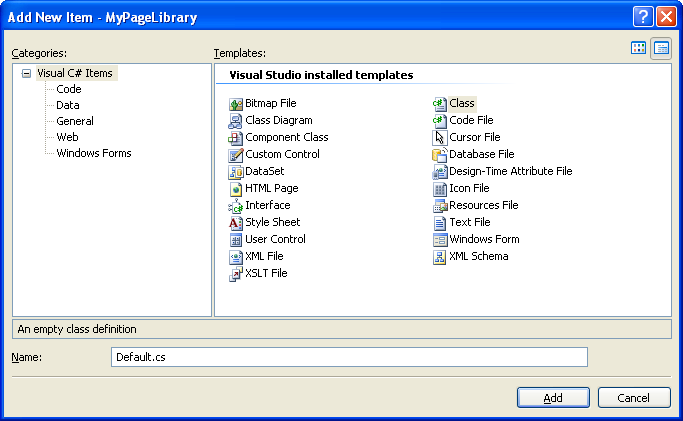 Add New Item - MyPageLibrary
Categories:
Templates:
Visual C# Items
Code
Data
General
Web
Windows Forms
Visual Studio installed templates
Bitmap File
Class
Class Diagram
Code File
Component Class
Cursor File
Custom Control
Database File
DataSet
Design-Time Attribute File
HTML Page
Icon File
Interface
Resources File
Style Sheet
Text File
User Control
Windows Form
XML File
XML Schema
XSLT File
An empty class definition
Name:
Default.cs
Add
Cancel